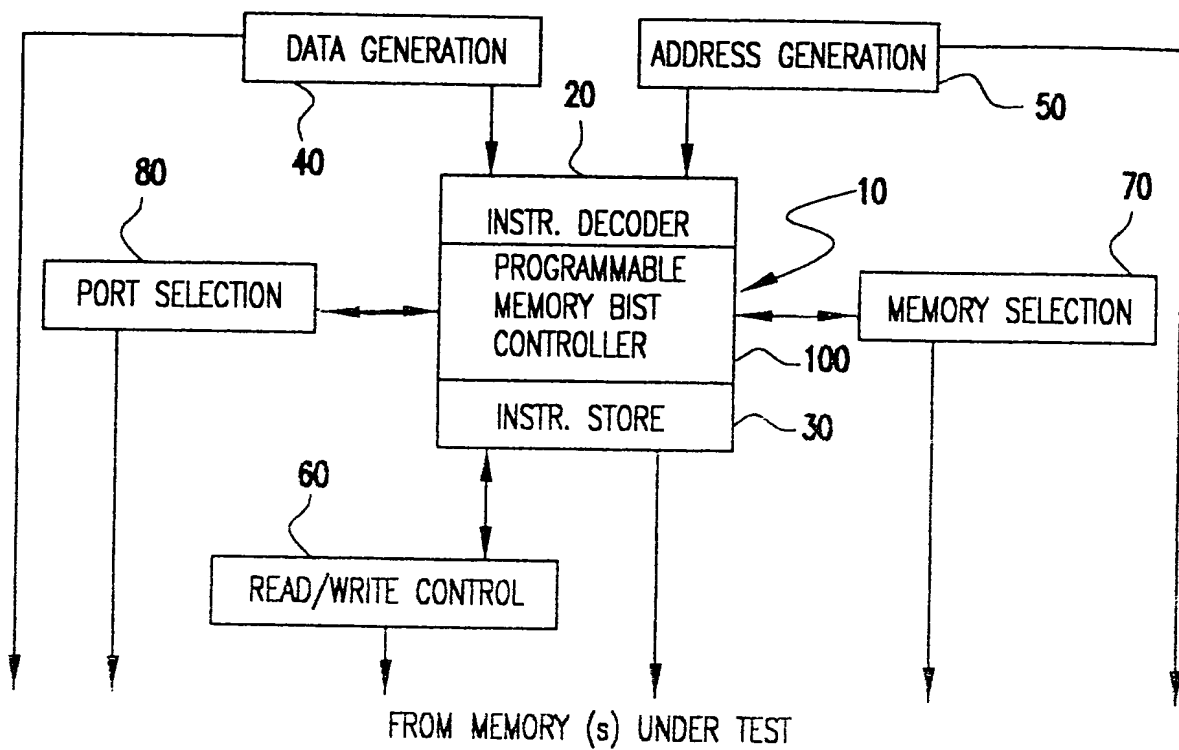 DATA GENERATION
ADDRESS GENERATION
40
20
50
80
10
70
INSTR. DECODER
PORT SELECTION
PROGRAMMABLE
MEMORY BIST
CONTROLLER
MEMORY SELECTION
100
INSTR. STORE
30
60
READ/WRITE CONTROL
FROM MEMORY (s) UNDER TEST